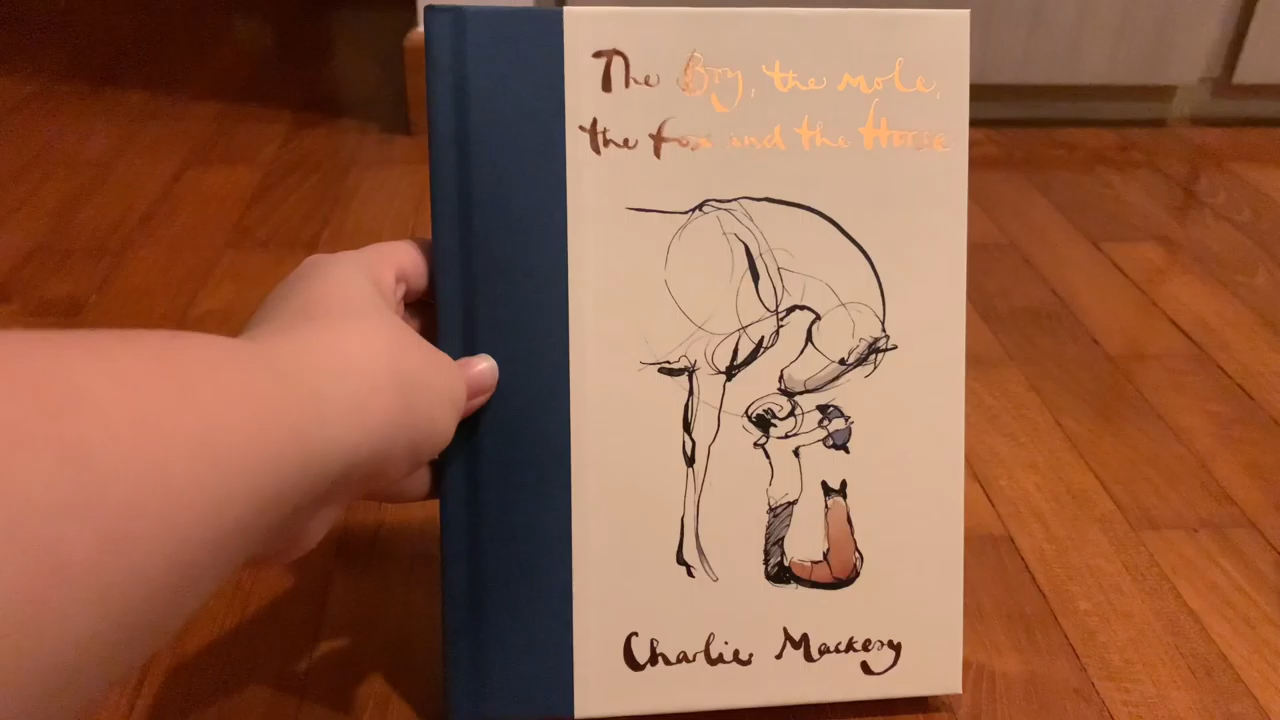 The Boy, the mole,
the fox and the Horse
Charlie Mackesy